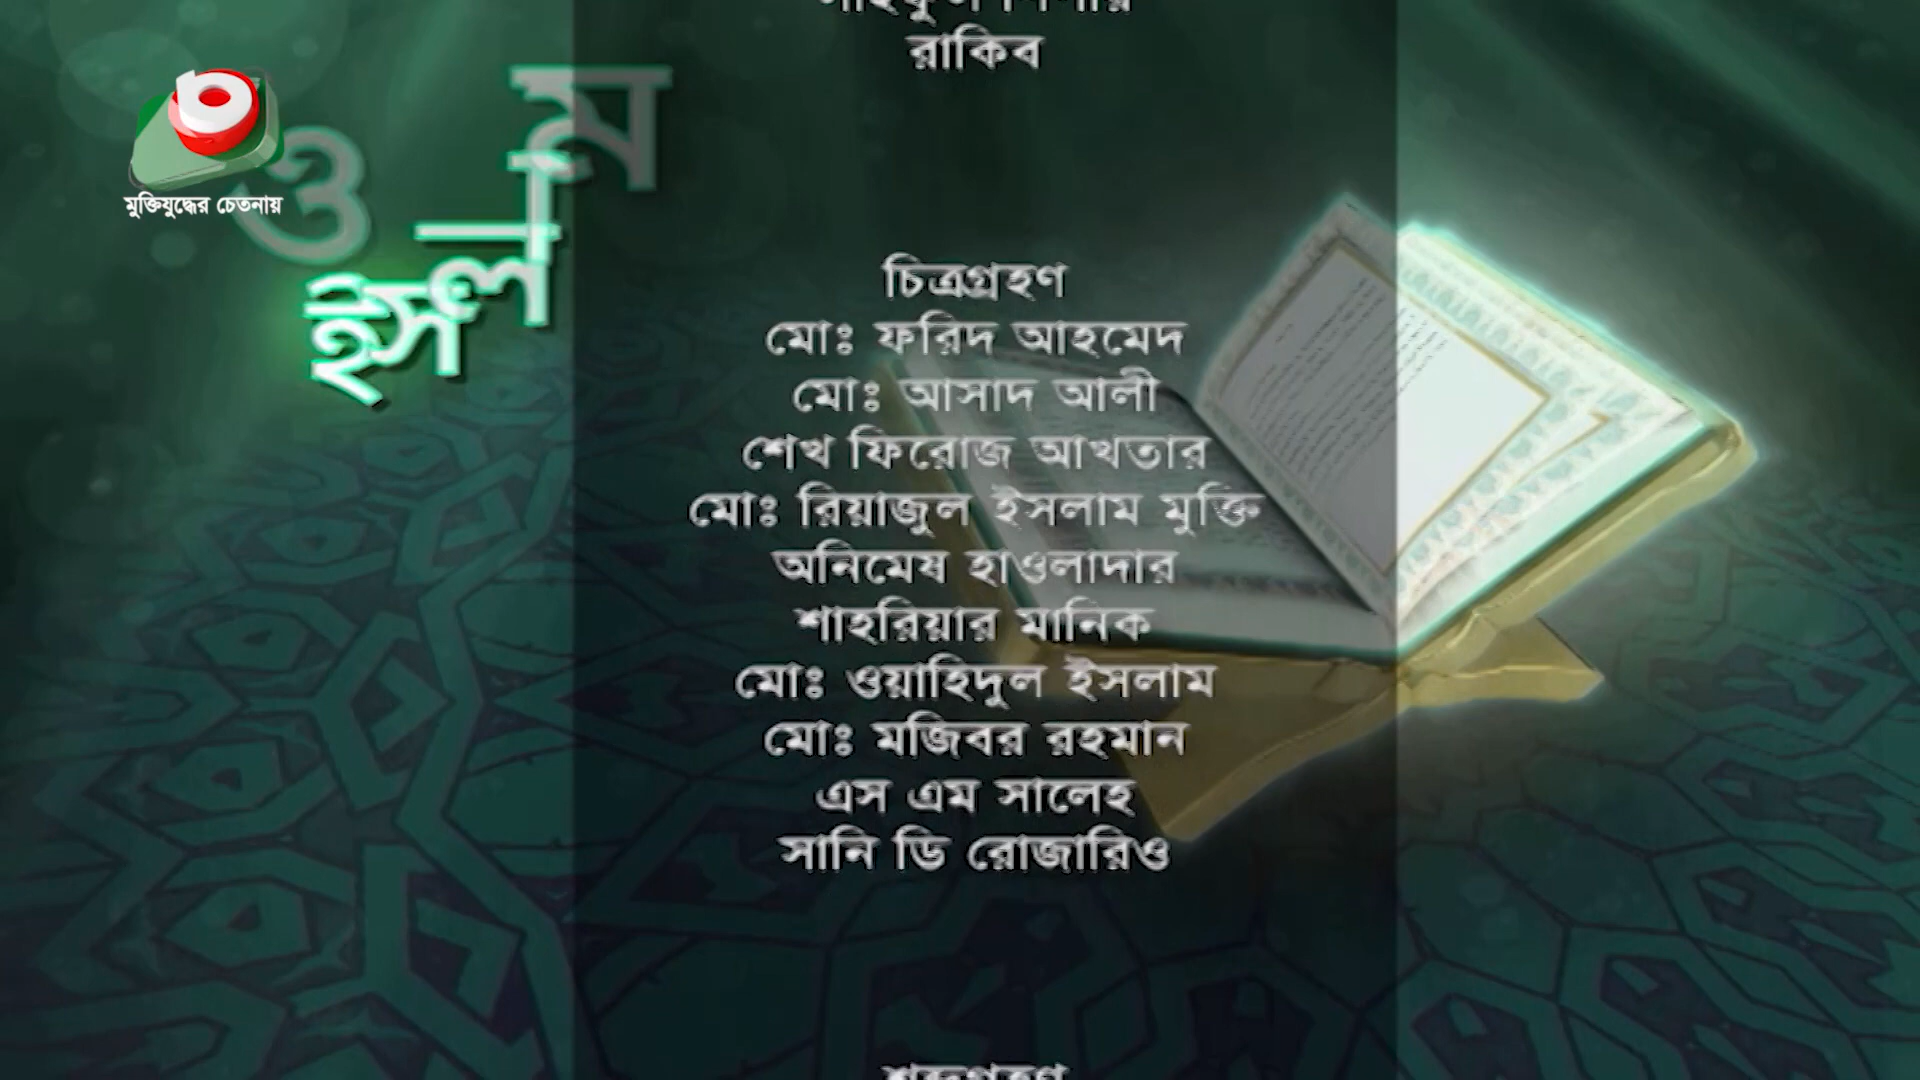 রাকিব
মুক্তিযুদ্ধের চেতনায়
ও
ইসলাম
চিত্রগ্রহণ
মোঃ ফরিদ আহমেদ
মোঃ আসাদ আলী
শেখ ফিরোজ আখতার
মোঃ রিয়াজুল ইসলাম মুক্তি
অনিমেষ হাওলাদার
শাহরিয়ার মানিক
মোঃ ওয়াহিদুল ইসলাম
মোঃ মজিবর রহমান
এস এম সালেহ
সানি ডি রোজারিও